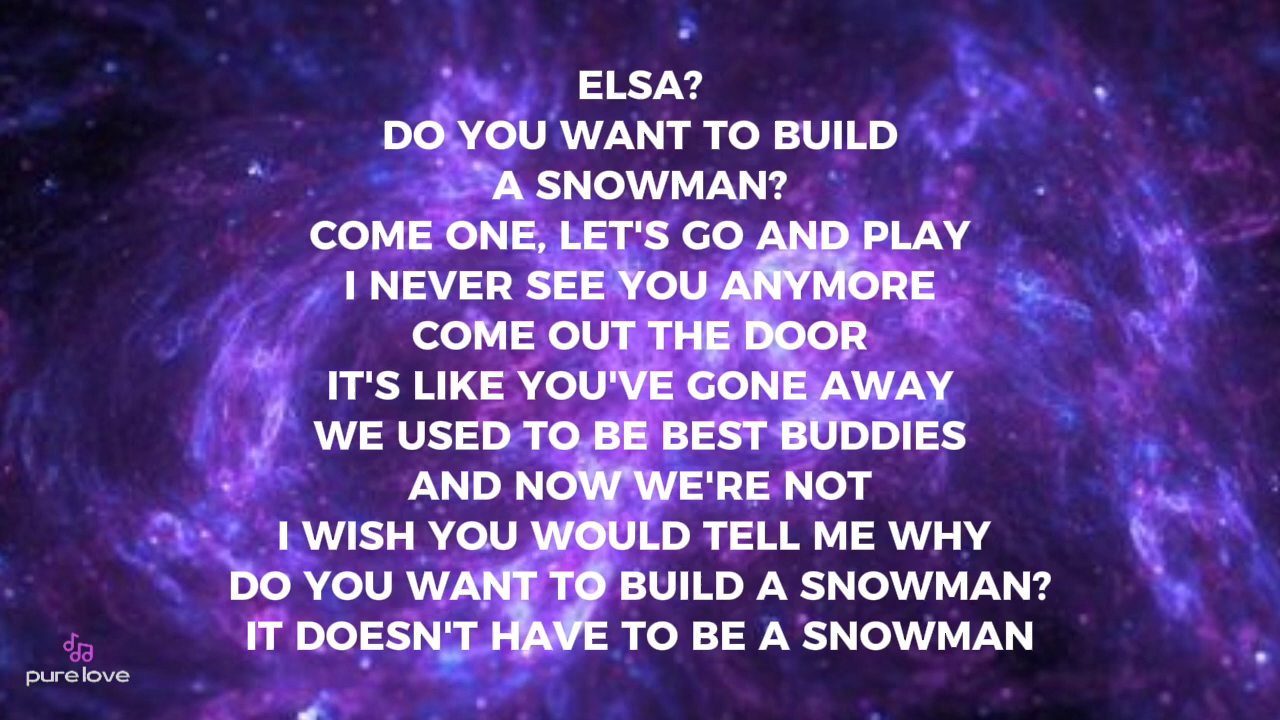 ELSA?
DO YOU WANT TO BUILD
A SNOWMAN?
COME ONE, LET'S GO AND PLAY
I NEVER SEE YOU ANYMORE
COME OUT THE DOOR
IT'S LIKE YOU'VE GONE AWAY
WE USED TO BE BEST BUDDIES
AND NOW WE'RE NOT
I WISH YOU WOULD TELL ME WHY
DO YOU WANT TO BUILD A SNOWMAN?
IT DOESN'T HAVE TO BE A SNOWMAN
pure love